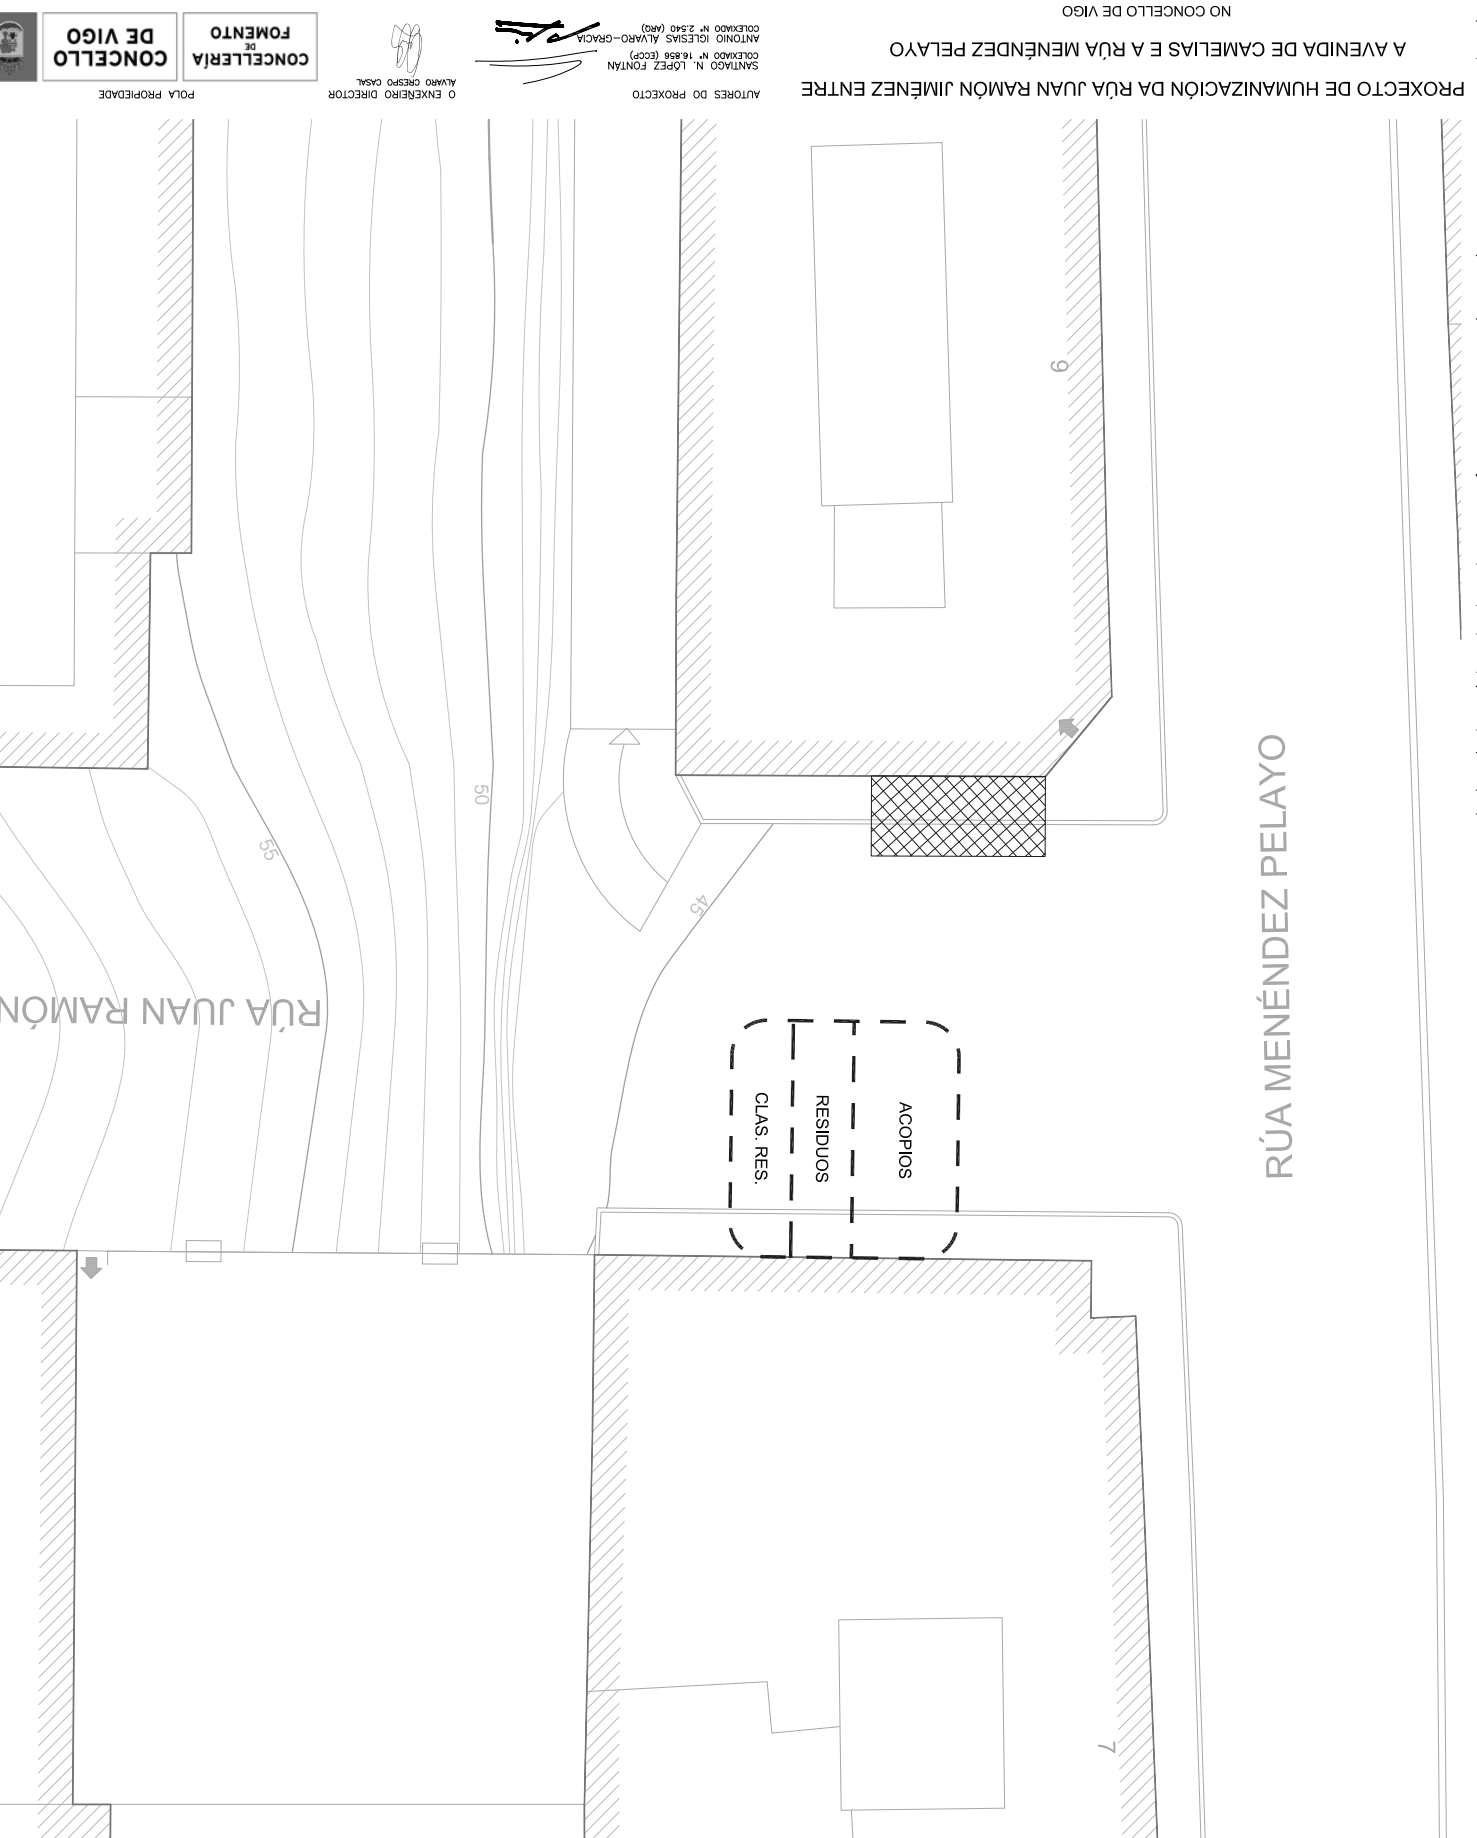 PROXECTO DE HUMANIZACIÓN DA RÚA JUAN RAMÓN JIMÉNEZ ENTRE
A AVENIDA DE CAMELIAS E A RÚA MENÉNDEZ PELAYO
NO CONCELLO DE VIGO
AUTORES DO PROXECTO
SANTIAGO N. LÓPEZ FONTÁN
COLEXIADO Nº 16.856 (ECCP)
ANTONIO IGLESIAS ALVARO-GRACIA
COLEXIADO Nº 2.540 (ARQ)
O ENXEÑEIRO DIRECTOR
ALVARO CRESPO CASAL
POLA PROPIEDADE
CONCELLERÍA
DE
FOMENTO
CONCELLO
DE VIGO
9
RÚA MENÉNDEZ PELAYO
50
55
45
RÚA JUAN RAMÓN
CLAS. RES.
RESIDUOS
ACOPIOS
7